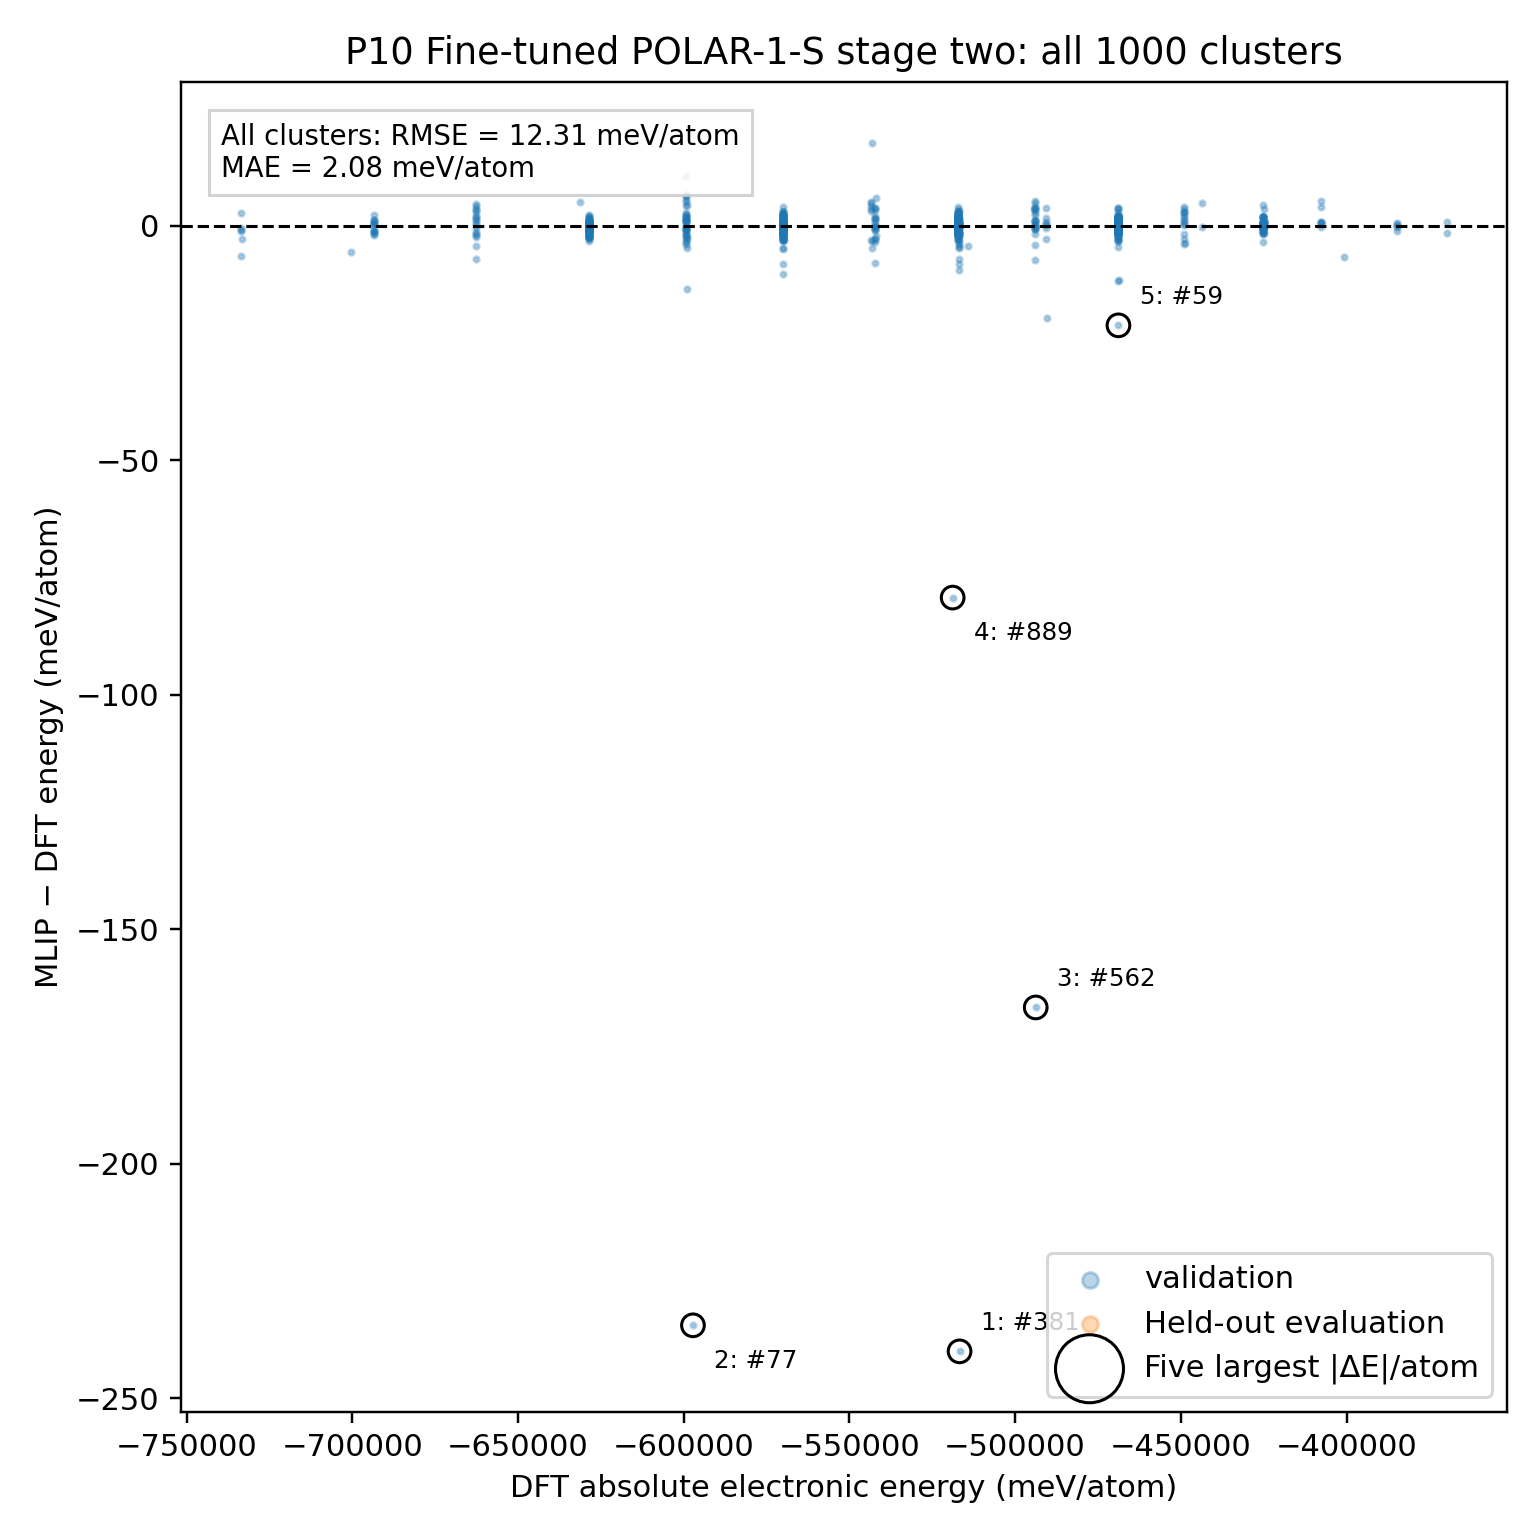 P10 Fine-tuned POLAR-1-S stage two: all 1000 clusters
All clusters: RMSE = 12.31 meV/atom
MAE = 2.08 meV/atom
0
−50
−100
−150
−200
−250
MLIP − DFT energy (meV/atom)
5: #59
4: #889
3: #562
2: #77
1: #381
validation
Held-out evaluation
Five largest |ΔE|/atom
−750000 −700000 −650000 −600000 −550000 −500000 −450000 −400000
DFT absolute electronic energy (meV/atom)